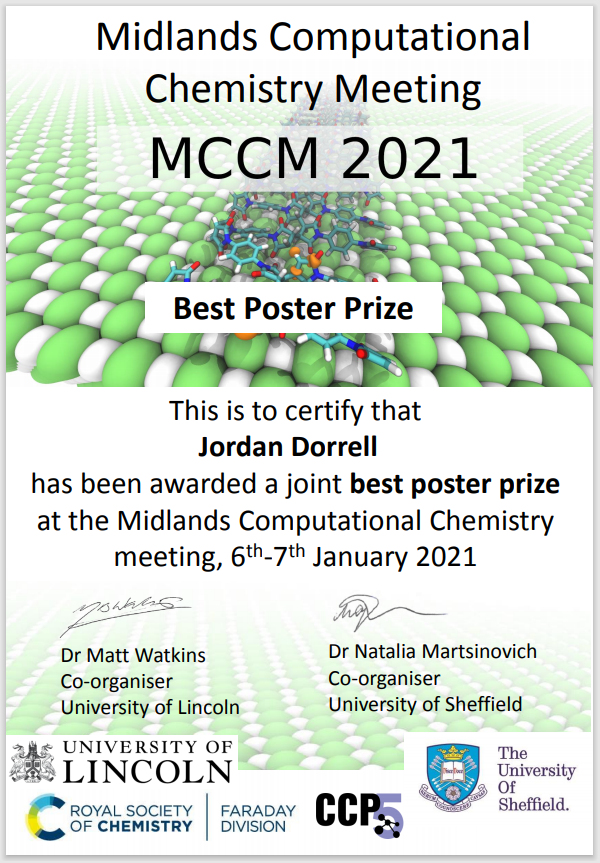 Midlands Computational
Chemistry Meeting
MCCM 2021
Best Poster Prize
This is to certify that
Jordan Dorrell
has been awarded a joint best poster prize
at the Midlands Computational Chemistry
meeting, 6th-7th January 2021
Dr Matt Watkins
Co-organiser
University of Lincoln
Dr Natalia Martsinovich
Co-organiser
University of Sheffield
UNIVERSITY OF
LINCOLN
The
University
Of
Sheffield.
ROYAL SOCIETY
OF CHEMISTRY
FARADAY
DIVISION
CCP5